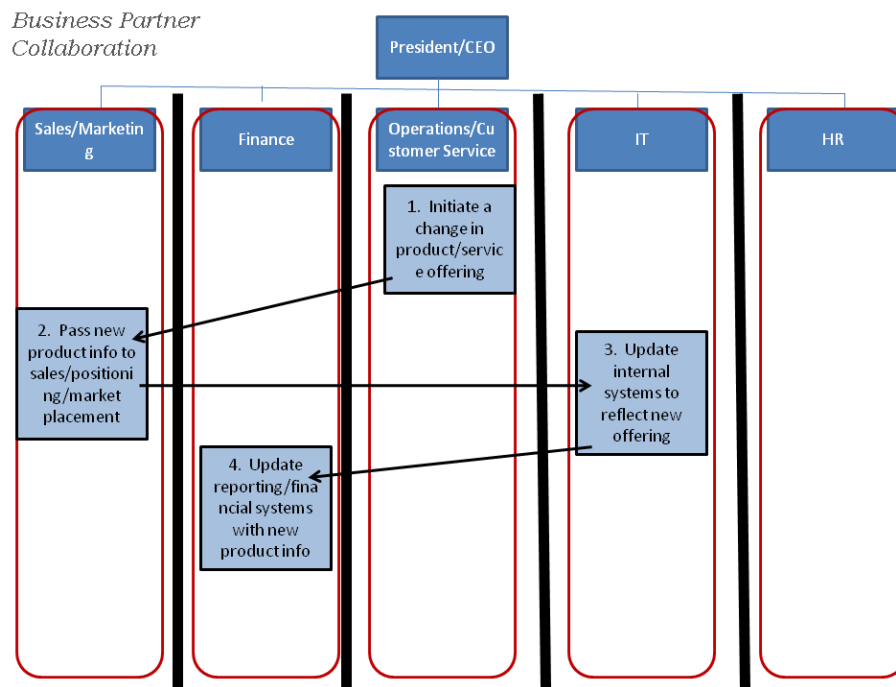 Business Partner
Collaboration
President/CEO
Sales/Marketin
g
Finance
Operations/Cu
stomer Service
IT
HR
1. Initiate a
change in
product/servic
e offering
2. Pass new
product info to
sales/positioni
ng/market
placement
3. Update
internal
systems to
reflect new
offering
4. Update
reporting/fina
ncial systems
with new
product info